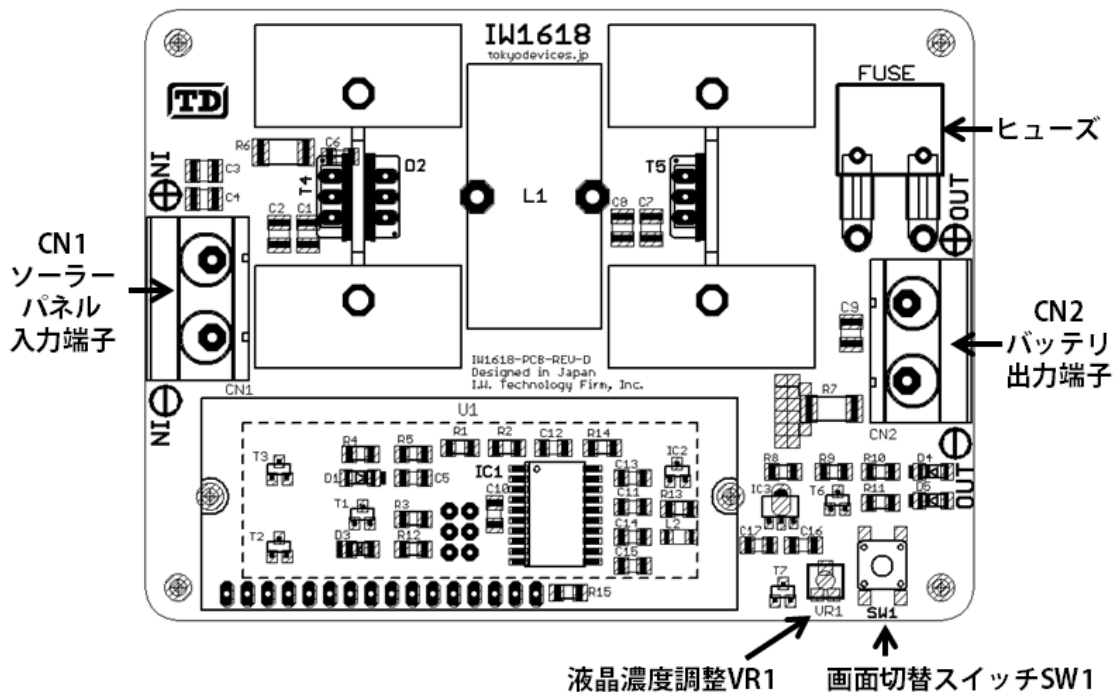 IW1618
tokyodevices.jp
FUSE
ヒューズ
TD
R6
C6
C3
C4
IN
T4
D2
L1
T5
C2
C1
C8
C7
OUT
CN1
ソーラー
パネル
入力端子
CN2
バッテリ
出力端子
C9
IW1618-PCB-REV-D
Designed in Japan
I.W. Technology Firm, Inc.
CN1
IN
U1
R7
CN2
OUT
T3
R4
R5
R1
R2
C12
R14
IC1
IC2
D1
C5
C13
R8
R9
R10
D4
T1
R3
C10
C11
R13
IC3
T6
R11
D5
T2
D3
R12
C14
L2
C15
C17
C16
R15
T7
VR1
SW1
液晶濃度調整VR1
画面切替スイッチSW1